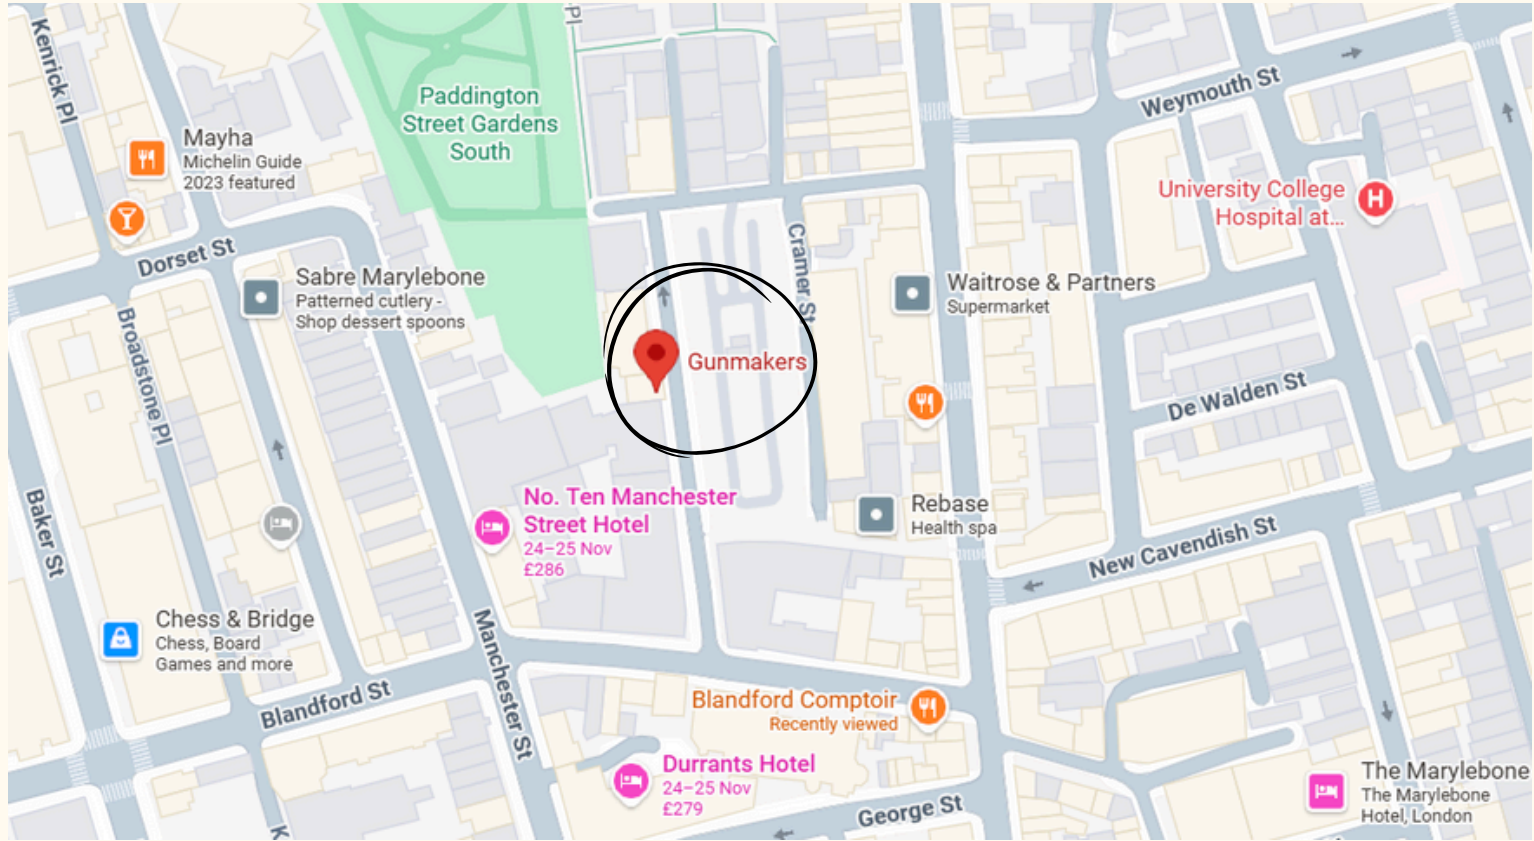 Kenrick Pl
Pl
Paddington
Street Gardens
South
Weymouth St
Mayha
Michelin Guide
2023 featured
University College
Hospital at...
Dorset St
Cramer St
Sabre Marylebone
Patterned cutlery -
Shop dessert spoons
Waitrose & Partners
Supermarket
Broadstone Pl
Gunmakers
De Walden St
Baker St
No. Ten Manchester
Street Hotel
24–25 Nov
£286
Rebase
Health spa
New Cavendish St
Chess & Bridge
Chess, Board
Games and more
Manchester St
Blandford St
Blandford Comptoir
Recently viewed
Durrants Hotel
24–25 Nov
£279
George St
The Marylebone
The Marylebone
Hotel, London
K
H